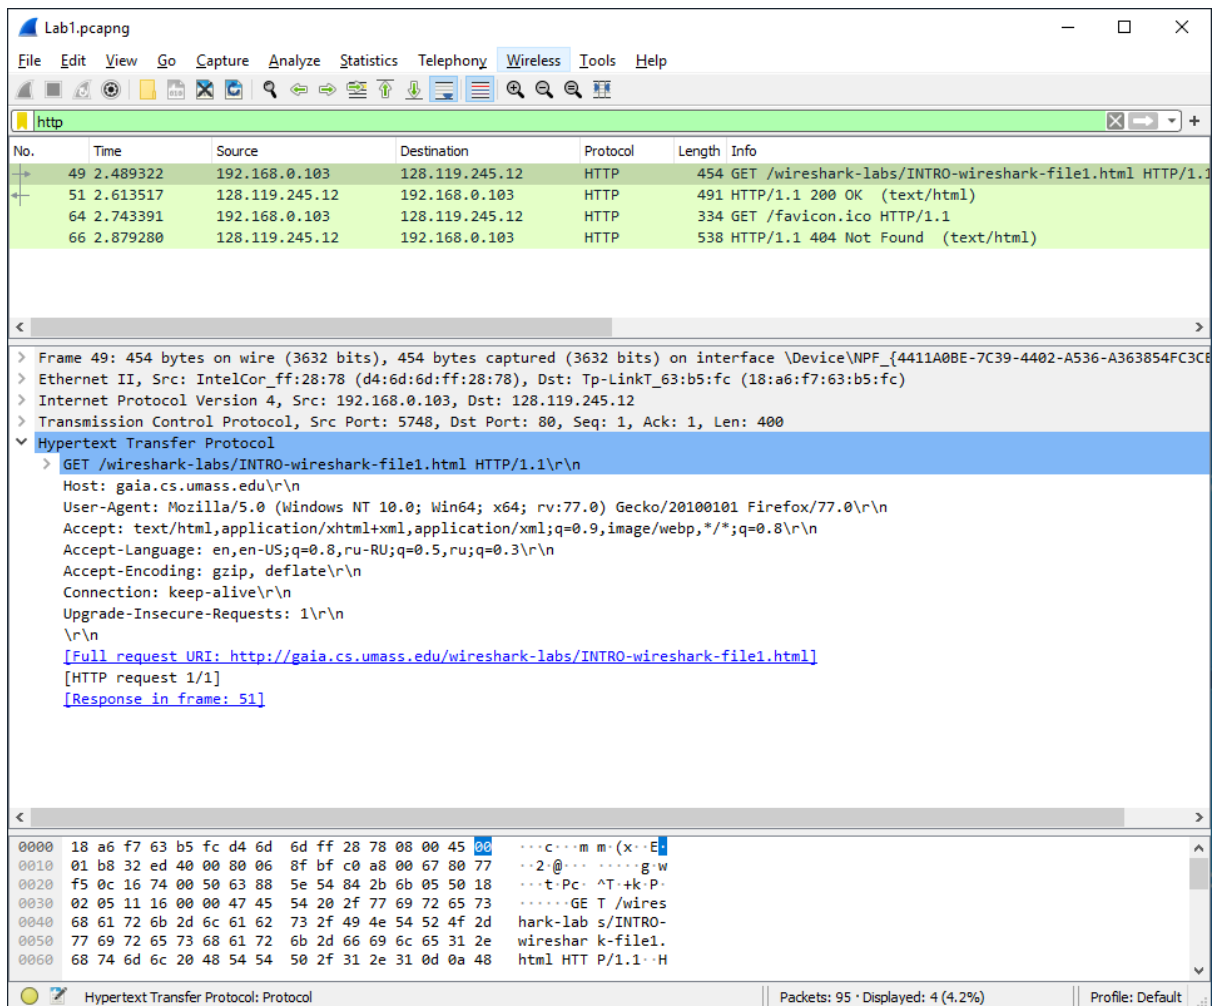 Lab1.pcapng
File Edit View Go Capture Analyze Statistics Telephony Wireless Tools Help
http
No. Time Source Destination Protocol Length Info
49 2.489322 192.168.0.103 128.119.245.12 HTTP 454 GET /wireshark-labs/INTRO-wireshark-file1.html HTTP/1.1
51 2.613517 128.119.245.12 192.168.0.103 HTTP 491 HTTP/1.1 200 OK (text/html)
64 2.743391 192.168.0.103 128.119.245.12 HTTP 334 GET /favicon.ico HTTP/1.1
66 2.879280 128.119.245.12 192.168.0.103 HTTP 538 HTTP/1.1 404 Not Found (text/html)
> Frame 49: 454 bytes on wire (3632 bits), 454 bytes captured (3632 bits) on interface \Device\NPF_{4411A0BE-7C39-4402-A536-A363854FC3CE
> Ethernet II, Src: IntelCor_ff:28:78 (d4:6d:6d:ff:28:78), Dst: Tp-LinkT_63:b5:fc (18:a6:f7:63:b5:fc)
> Internet Protocol Version 4, Src: 192.168.0.103, Dst: 128.119.245.12
> Transmission Control Protocol, Src Port: 5748, Dst Port: 80, Seq: 1, Ack: 1, Len: 400
Hypertext Transfer Protocol
> GET /wireshark-labs/INTRO-wireshark-file1.html HTTP/1.1\r\n
Host: gaia.cs.umass.edu\r\n
User-Agent: Mozilla/5.0 (Windows NT 10.0; Win64; x64; rv:77.0) Gecko/20100101 Firefox/77.0\r\n
Accept: text/html,application/xhtml+xml,application/xml;q=0.9,image/webp,*/*;q=0.8\r\n
Accept-Language: en,en-US;q=0.8,ru-RU;q=0.5,ru;q=0.3\r\n
Accept-Encoding: gzip, deflate\r\n
Connection: keep-alive\r\n
Upgrade-Insecure-Requests: 1\r\n
\r\n
[Full request URI: http://gaia.cs.umass.edu/wireshark-labs/INTRO-wireshark-file1.html]
[HTTP request 1/1]
[Response in frame: 51]
0000 18 a6 f7 63 b5 fc d4 6d 6d ff 28 78 08 00 45 00 ···c···m m·(x··E·
0010 01 b8 32 ed 40 00 80 06 8f bf c0 a8 00 67 80 77 ··2·@··· ·····g·w
0020 f5 0c 16 74 00 50 63 88 5e 54 84 2b 6b 05 50 18 ···t·Pc· ^T·+k·P·
0030 02 05 11 16 00 00 47 45 54 20 2f 77 69 72 65 73 ······GE T /wires
0040 68 61 72 6b 2d 6c 61 62 73 2f 49 4e 54 52 4f 2d hark-lab s/INTRO-
0050 77 69 72 65 73 68 61 72 6b 2d 66 69 6c 65 31 2e wireshar k-file1.
0060 68 74 6d 6c 20 48 54 54 50 2f 31 2e 31 0d 0a 48 html HTT P/1.1··H
Hypertext Transfer Protocol: Protocol Packets: 95 · Displayed: 4 (4.2%) Profile: Default